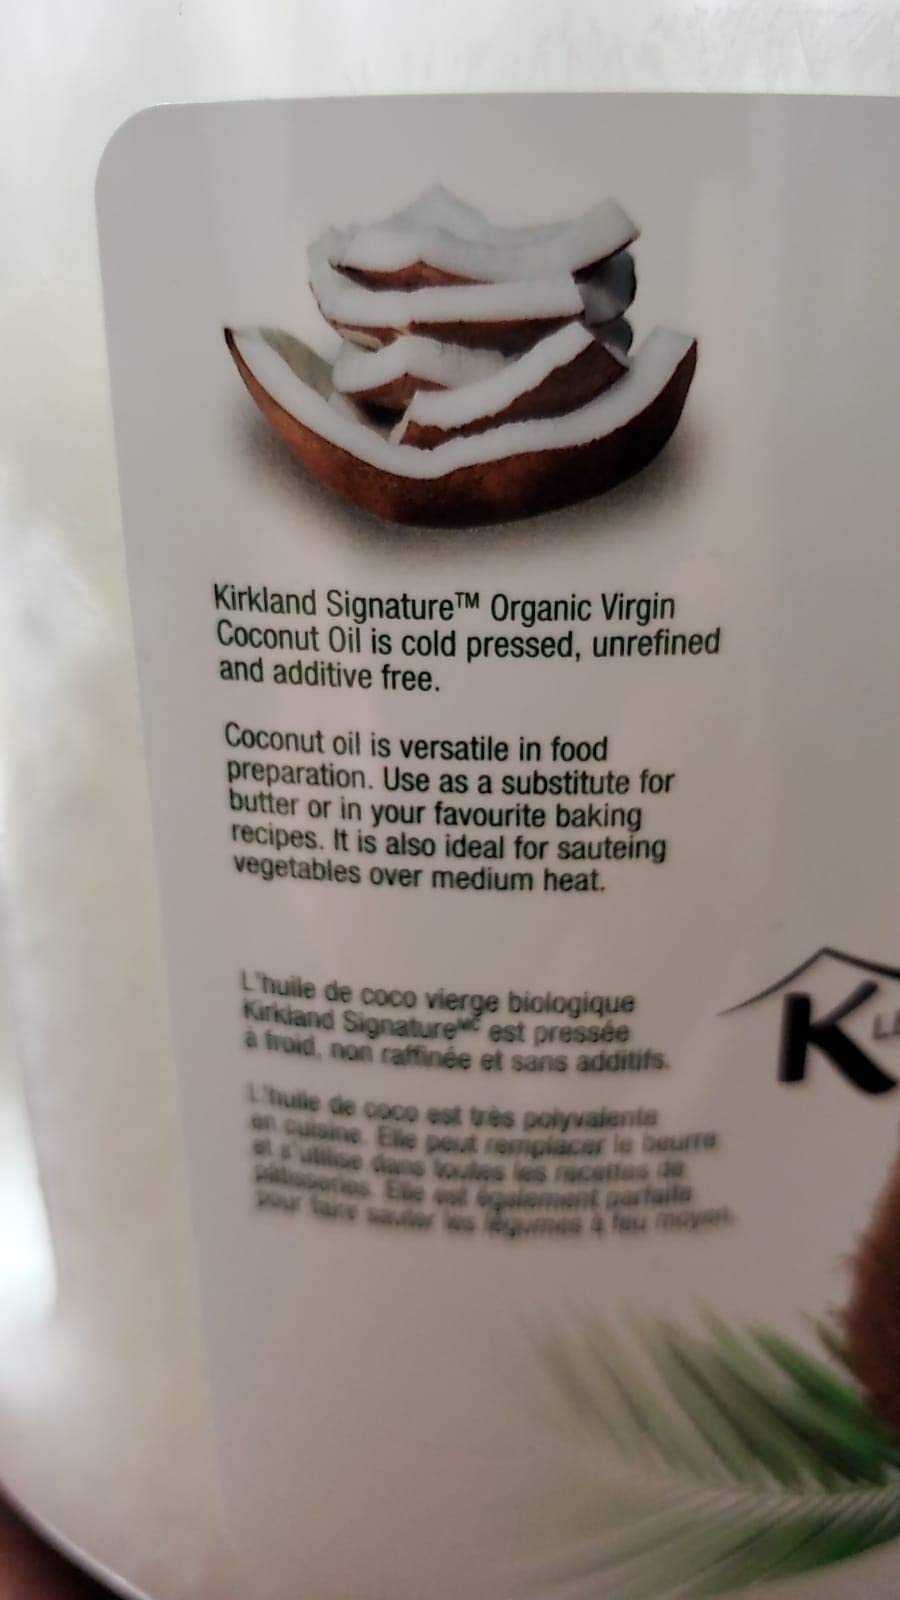 Kirkland Signature™ Organic Virgin
Coconut Oil is cold pressed, unrefined
and additive free.
Coconut oil is versatile in food
preparation. Use as a substitute for
butter or in your favourite baking
recipes. It is also ideal for sauteing
vegetables over medium heat.
L'huile de coco vierge biologique
Kirkland Signature MC est pressée
à froid, non raffinée et sans additifs.
L'huile de coco est très polyvalente
en cuisine. Elle peut remplacer le beurre
et s'utilise dans toutes les recettes de
pâtisseries. Elle est également parfaite
pour faire sauter les légumes à feu moyen.
K